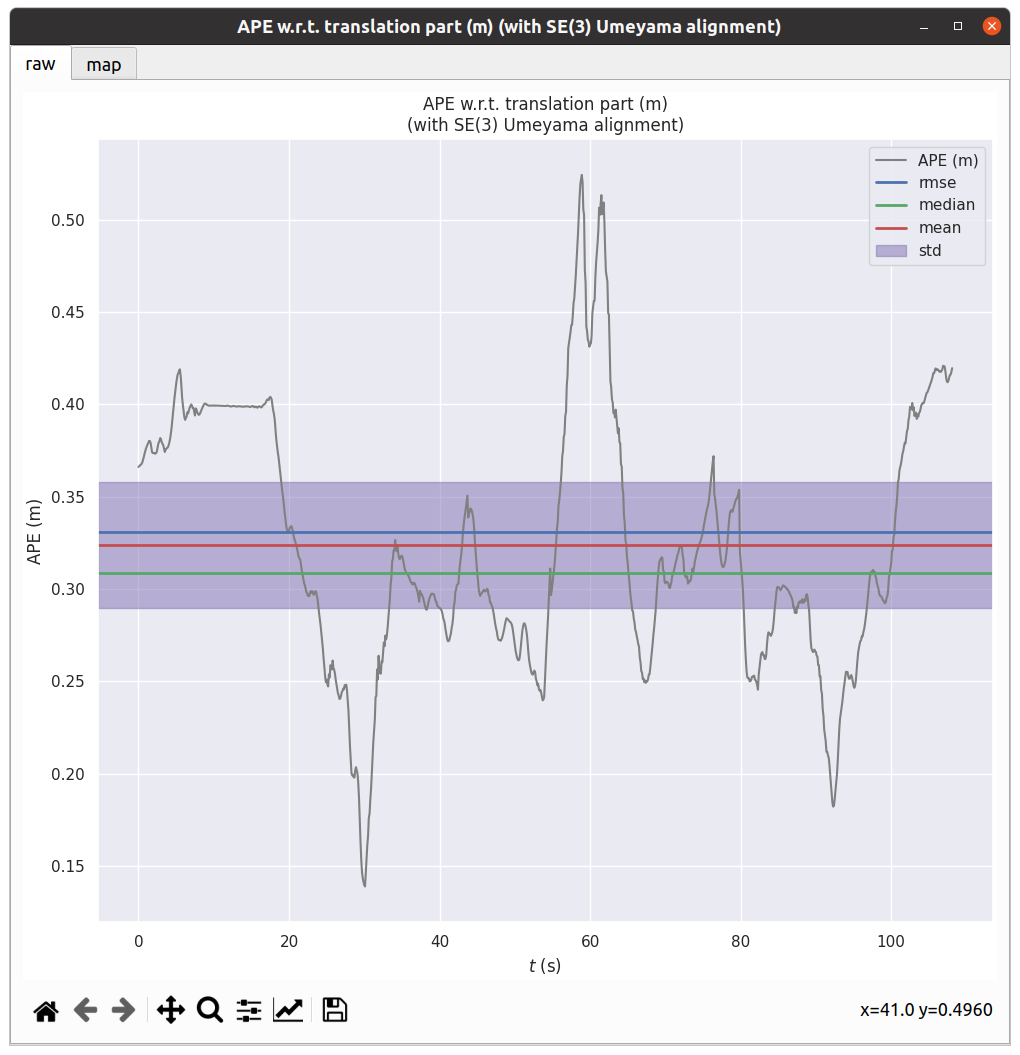 APE w.r.t. translation part (m) (with SE(3) Umeyama alignment)
raw
map
APE w.r.t. translation part (m)
(with SE(3) Umeyama alignment)
APE (m)
rmse
median
mean
std
0.50
0.45
0.40
0.35
0.30
0.25
0.20
0.15
APE (m)
0
20
40
60
80
100
t (s)
x=41.0 y=0.4960